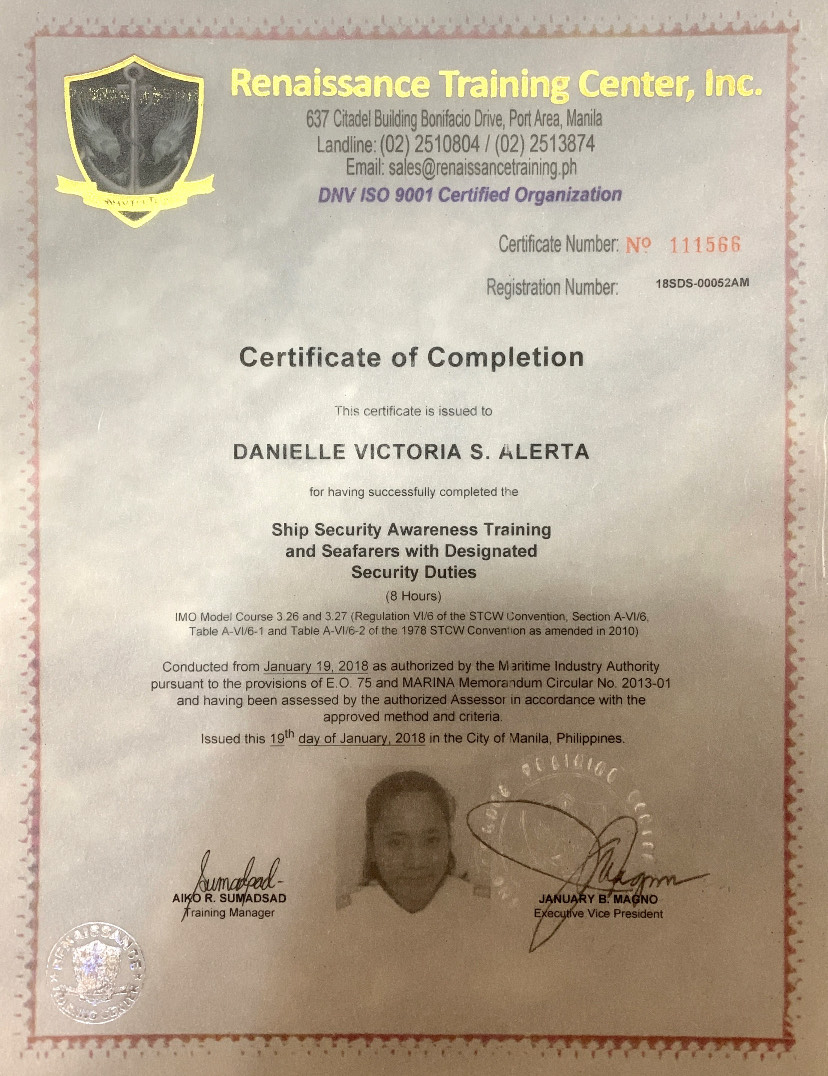 Renaissance Training Center, Inc.
637 Citadel Building Bonifacio Drive, Port Area, Manila
Landline: (02) 2510804 / (02) 2513874
Email: sales@renaissancetraining.ph
DNV ISO 9001 Certified Organization
Certificate Number: Nº 111566
Registration Number: 18SDS-00052AM
Certificate of Completion
This certificate is issued to
DANIELLE VICTORIA S. ALERTA
for having successfully completed the
Ship Security Awareness Training
and Seafarers with Designated
Security Duties
(8 Hours)
IMO Model Course 3.26 and 3.27 (Regulation VI/6 of the STCW Convention, Section A-VI/6,
Table A-VI/6-1 and Table A-VI/6-2 of the 1978 STCW Convention as amended in 2010)
Conducted from January 19, 2018 as authorized by the Maritime Industry Authority
pursuant to the provisions of E.O. 75 and MARINA Memorandum Circular No. 2013-01
and having been assessed by the authorized Assessor in accordance with the
approved method and criteria.
Issued this 19th day of January, 2018 in the City of Manila, Philippines.
Sumadsad
AIKO R. SUMADSAD
Training Manager
JMagno
JANUARY B. MAGNO
Executive Vice President
RENAISSANCE
TRAINING CENTER